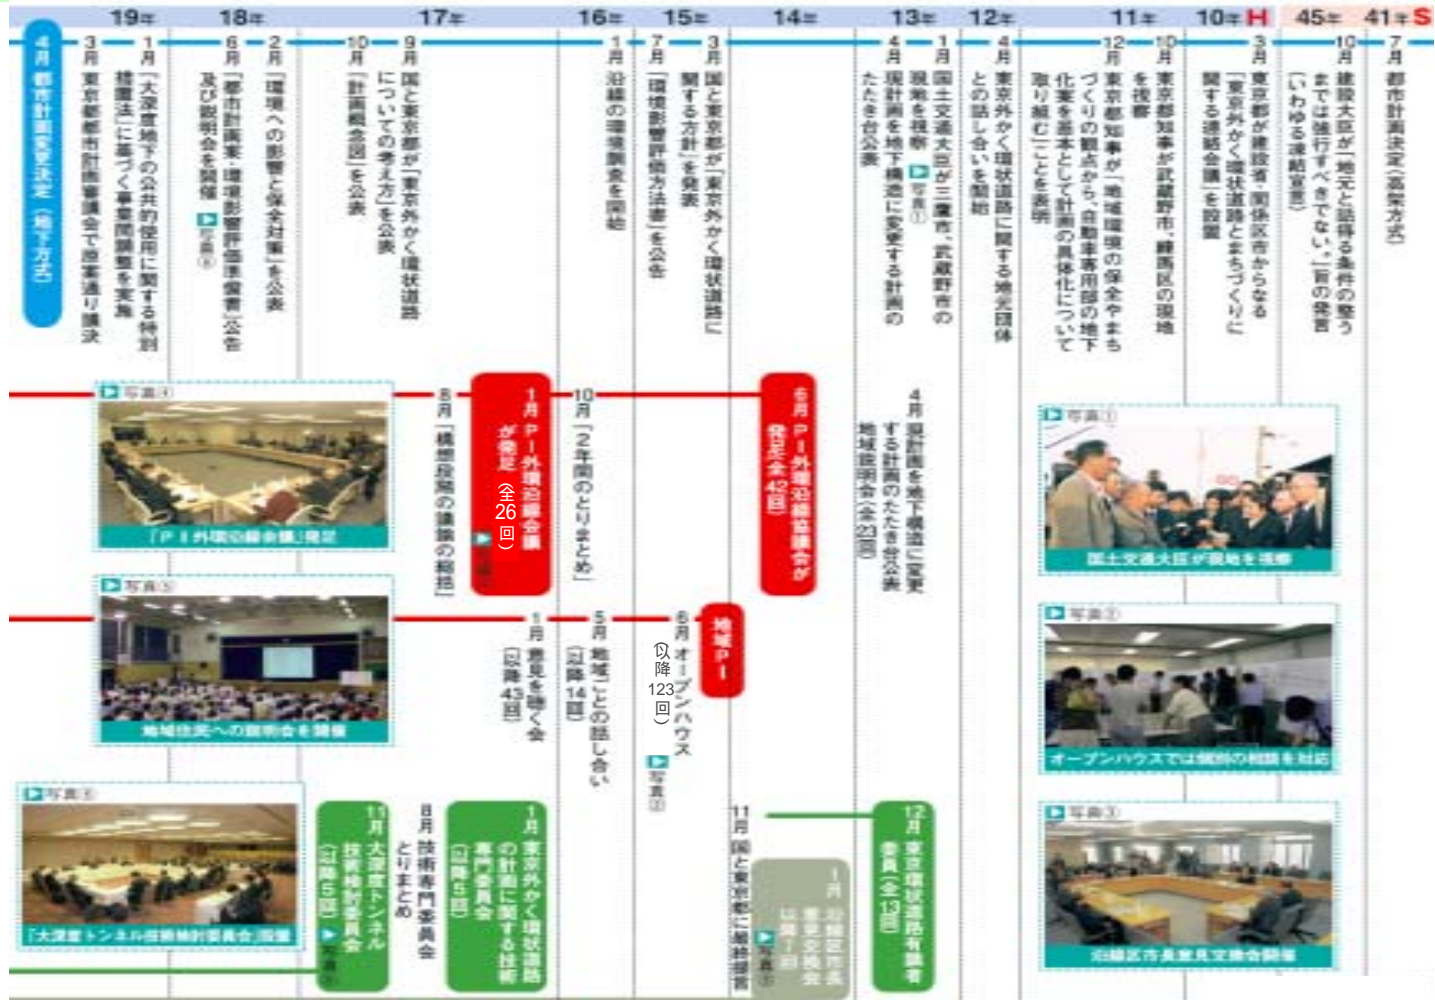 41年S
45年
10年H
11年
12年
13年
14年
15年
16年
17年
18年
19年
7月
都市計画決定(高架方式)
10月
建設大臣が「地元と話得る条件の整う
までは強行すべきでない。」旨の発言
(いわゆる凍結宣言)
3月
東京都が建設省・関係区市からなる
「東京外かく環状道路とまちづくりに
関する連絡会議」を設置
10月
東京都知事が武蔵野市、練馬区の現地
を視察
12月
東京都知事が「地域環境の保全やまち
づくりの観点から、自動車専用部の地下
化案を基本として計画の具体化について
取り組む」ことを表明
4月
東京外かく環状道路に関する地元団体
との話し合いを開始
1月
国土交通大臣が三鷹市、武蔵野市の
現地を視察 ▶写真①
4月
現計画を地下構造に変更する計画の
たたき台公表
3月
国と東京都が「東京外かく環状道路に
関する方針」を発表
7月
「環境影響評価方法書」を公告
1月
沿線の環境調査を開始
9月
国と東京都が「東京外かく環状道路
についての考え方」を公表
10月
「計画概念図」を公表
2月
「環境への影響と保全対策」を公表
6月
「都市計画案・環境影響評価準備書」公告
及び説明会を開催 ▶写真⑤
1月
「大深度地下の公共的使用に関する特別
措置法」に基づく事業間調整を実施
3月
東京都都市計画審議会で原案通り議決
4月 都市計画変更決定(地下方式)
4月
現計画を地下構造に変更
する計画のたたき台公表
地域説明会(全23回)
6月 PI外環沿線協議会が
発足(全42回)
10月
「2年間のとりまとめ」
1月 PI外環沿線会議
が発足(全26回)
8月
「構想段階の議論の総括」
地域PI
6月
オープンハウス
(以降123回) ▶写真②
5月
地域ごとの話し合い
(以降14回)
1月
意見を聴く会
(以降43回)
12月 東京環状道路有識者
委員(全13回)
11月
国と東京都に最終提言
1月 沿線区市長
意見交換会
1月 東京外かく環状道路
の計画に関する技術
専門委員会
(以降5回)
8月
技術専門委員会
とりまとめ
11月 大深度トンネル
技術検討委員会
(以降5回)
▶写真①
国土交通大臣が現地を視察
▶写真②
オープンハウスでは個別の相談を対応
▶写真③
沿線区市長意見交換会開催
▶写真④
「PI外環沿線会議」発足
▶写真⑤
地域住民への説明会を開催
▶写真⑥
「大深度トンネル技術検討委員会」設置